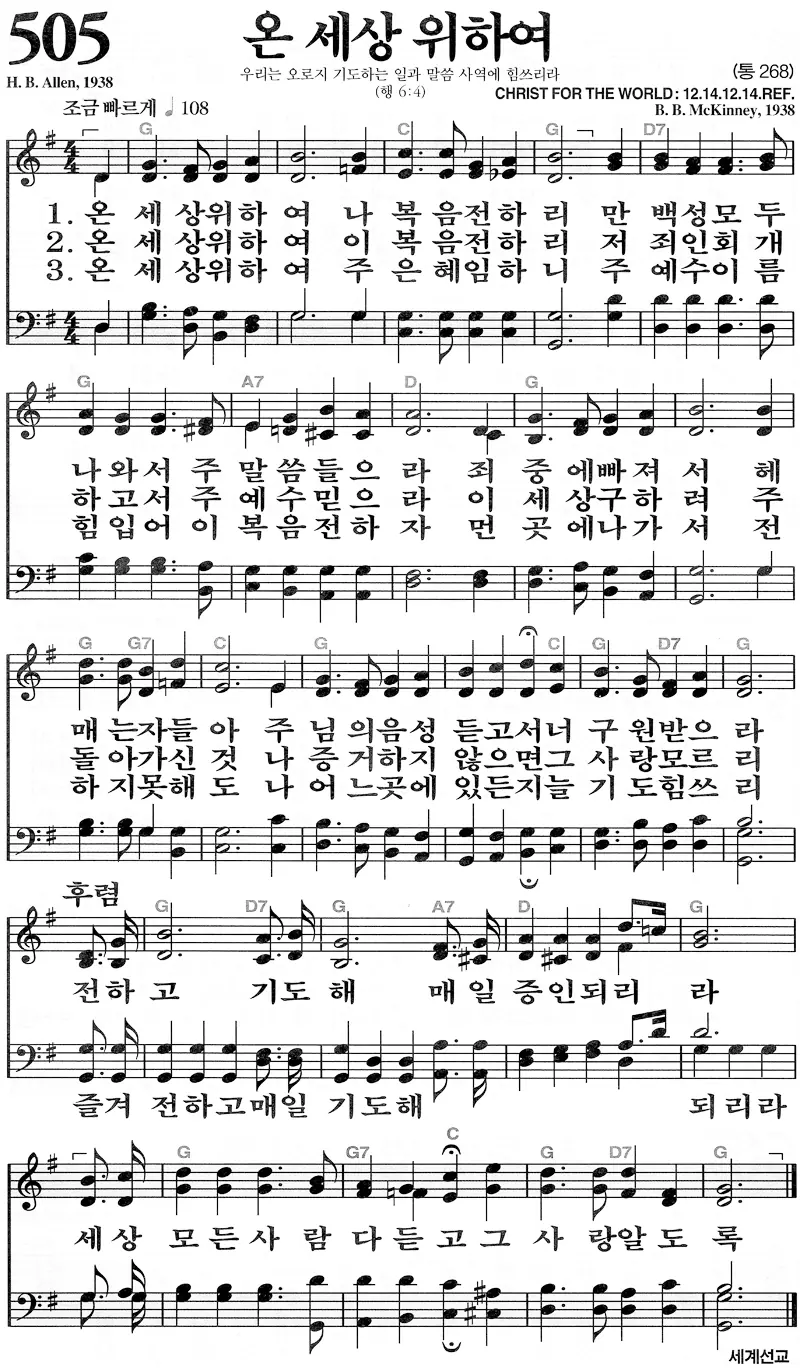 505
온 세상 위하여
우리는 오로지 기도하는 일과 말씀 사역에 힘쓰리라
(행 6:4)
(통 268)
H. B. Allen, 1938
CHRIST FOR THE WORLD: 12.14.12.14.REF.
B. B. McKinney, 1938
조금 빠르게 ♩ 108
G C G D7
1. 온 세 상위하 여 나 복 음전하 리 만 백성모 두
2. 온 세 상위하 여 이 복 음전하 리 저 죄인회 개
3. 온 세 상위하 여 주 은 혜임하 니 주 예수이 름
G A7 D G
나 와서 주 말 씀들으 라 죄 중 에빠져 서 헤
하 고서 주 예 수믿으 라 이 세 상구하 려 주
힘 입어 이 복 음전하 자 먼 곳 에나가 서 전
G G7 C G C G D7 G
매 는자들 아 주 님 의음성 듣고서너 구 원받으 라
돌 아가신 것 나 증 거하지 않으면그 사 랑모르 리
하 지못해 도 나 어 느곳에 있든지늘 기 도힘쓰 리
후렴
G D7 G A7 D G
전하 고 기도 해 매 일 증인되리 라
즐겨 전하고매일 기도해 되리라
G G7 C G D7 G
세 상 모 든사 람 다 듣 고그 사 랑알도 록
세계선교